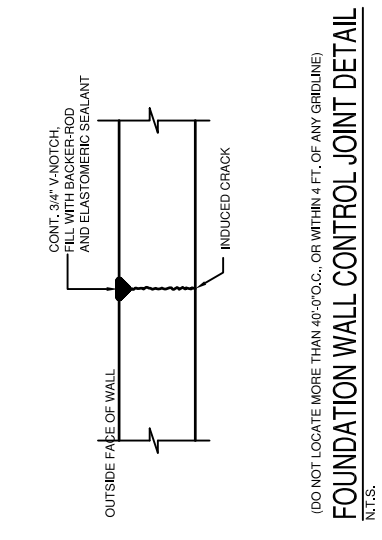 CONT. 3/4" V-NOTCH,
FILL WITH BACKER-ROD
AND ELASTOMERIC SEALANT
OUTSIDE FACE OF WALL
INDUCED CRACK
(DO NOT LOCATE MORE THAN 40'-0"O.C., OR WITHIN 4 FT. OF ANY GRIDLINE)
FOUNDATION WALL CONTROL JOINT DETAIL
N.T.S.